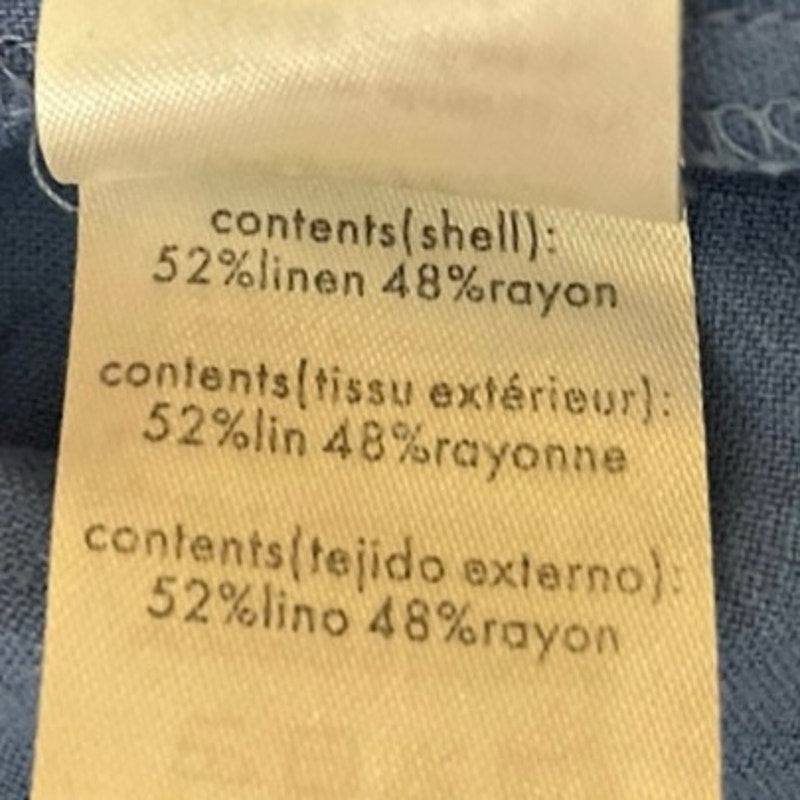 contents(shell):
52%linen 48%rayon
contents(tissu extérieur):
52%lin 48%rayonne
contents(tejido externo):
52%lino 48%rayon